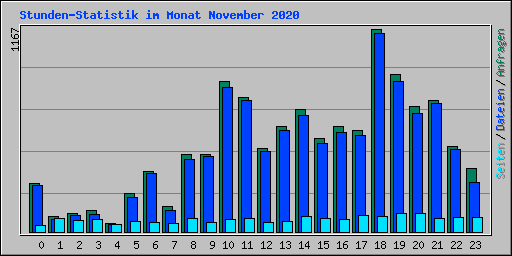 Stunden-Statistik im Monat November 2020
1167
Seiten / Dateien / Anfragen
0 1 2 3 4 5 6 7 8 9 10 11 12 13 14 15 16 17 18 19 20 21 22 23